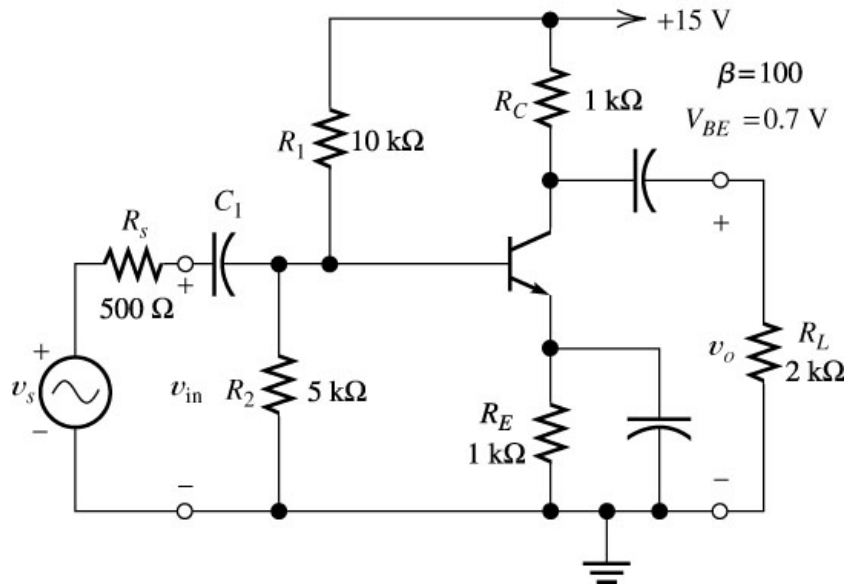 +15 V
β=100
V_BE = 0.7 V
R_C 1 kΩ
R_1 10 kΩ
C_1
R_s
+
500 Ω
+
v_s
−
v_in
−
R_2 5 kΩ
R_E
1 kΩ
+
v_o
−
R_L
2 kΩ